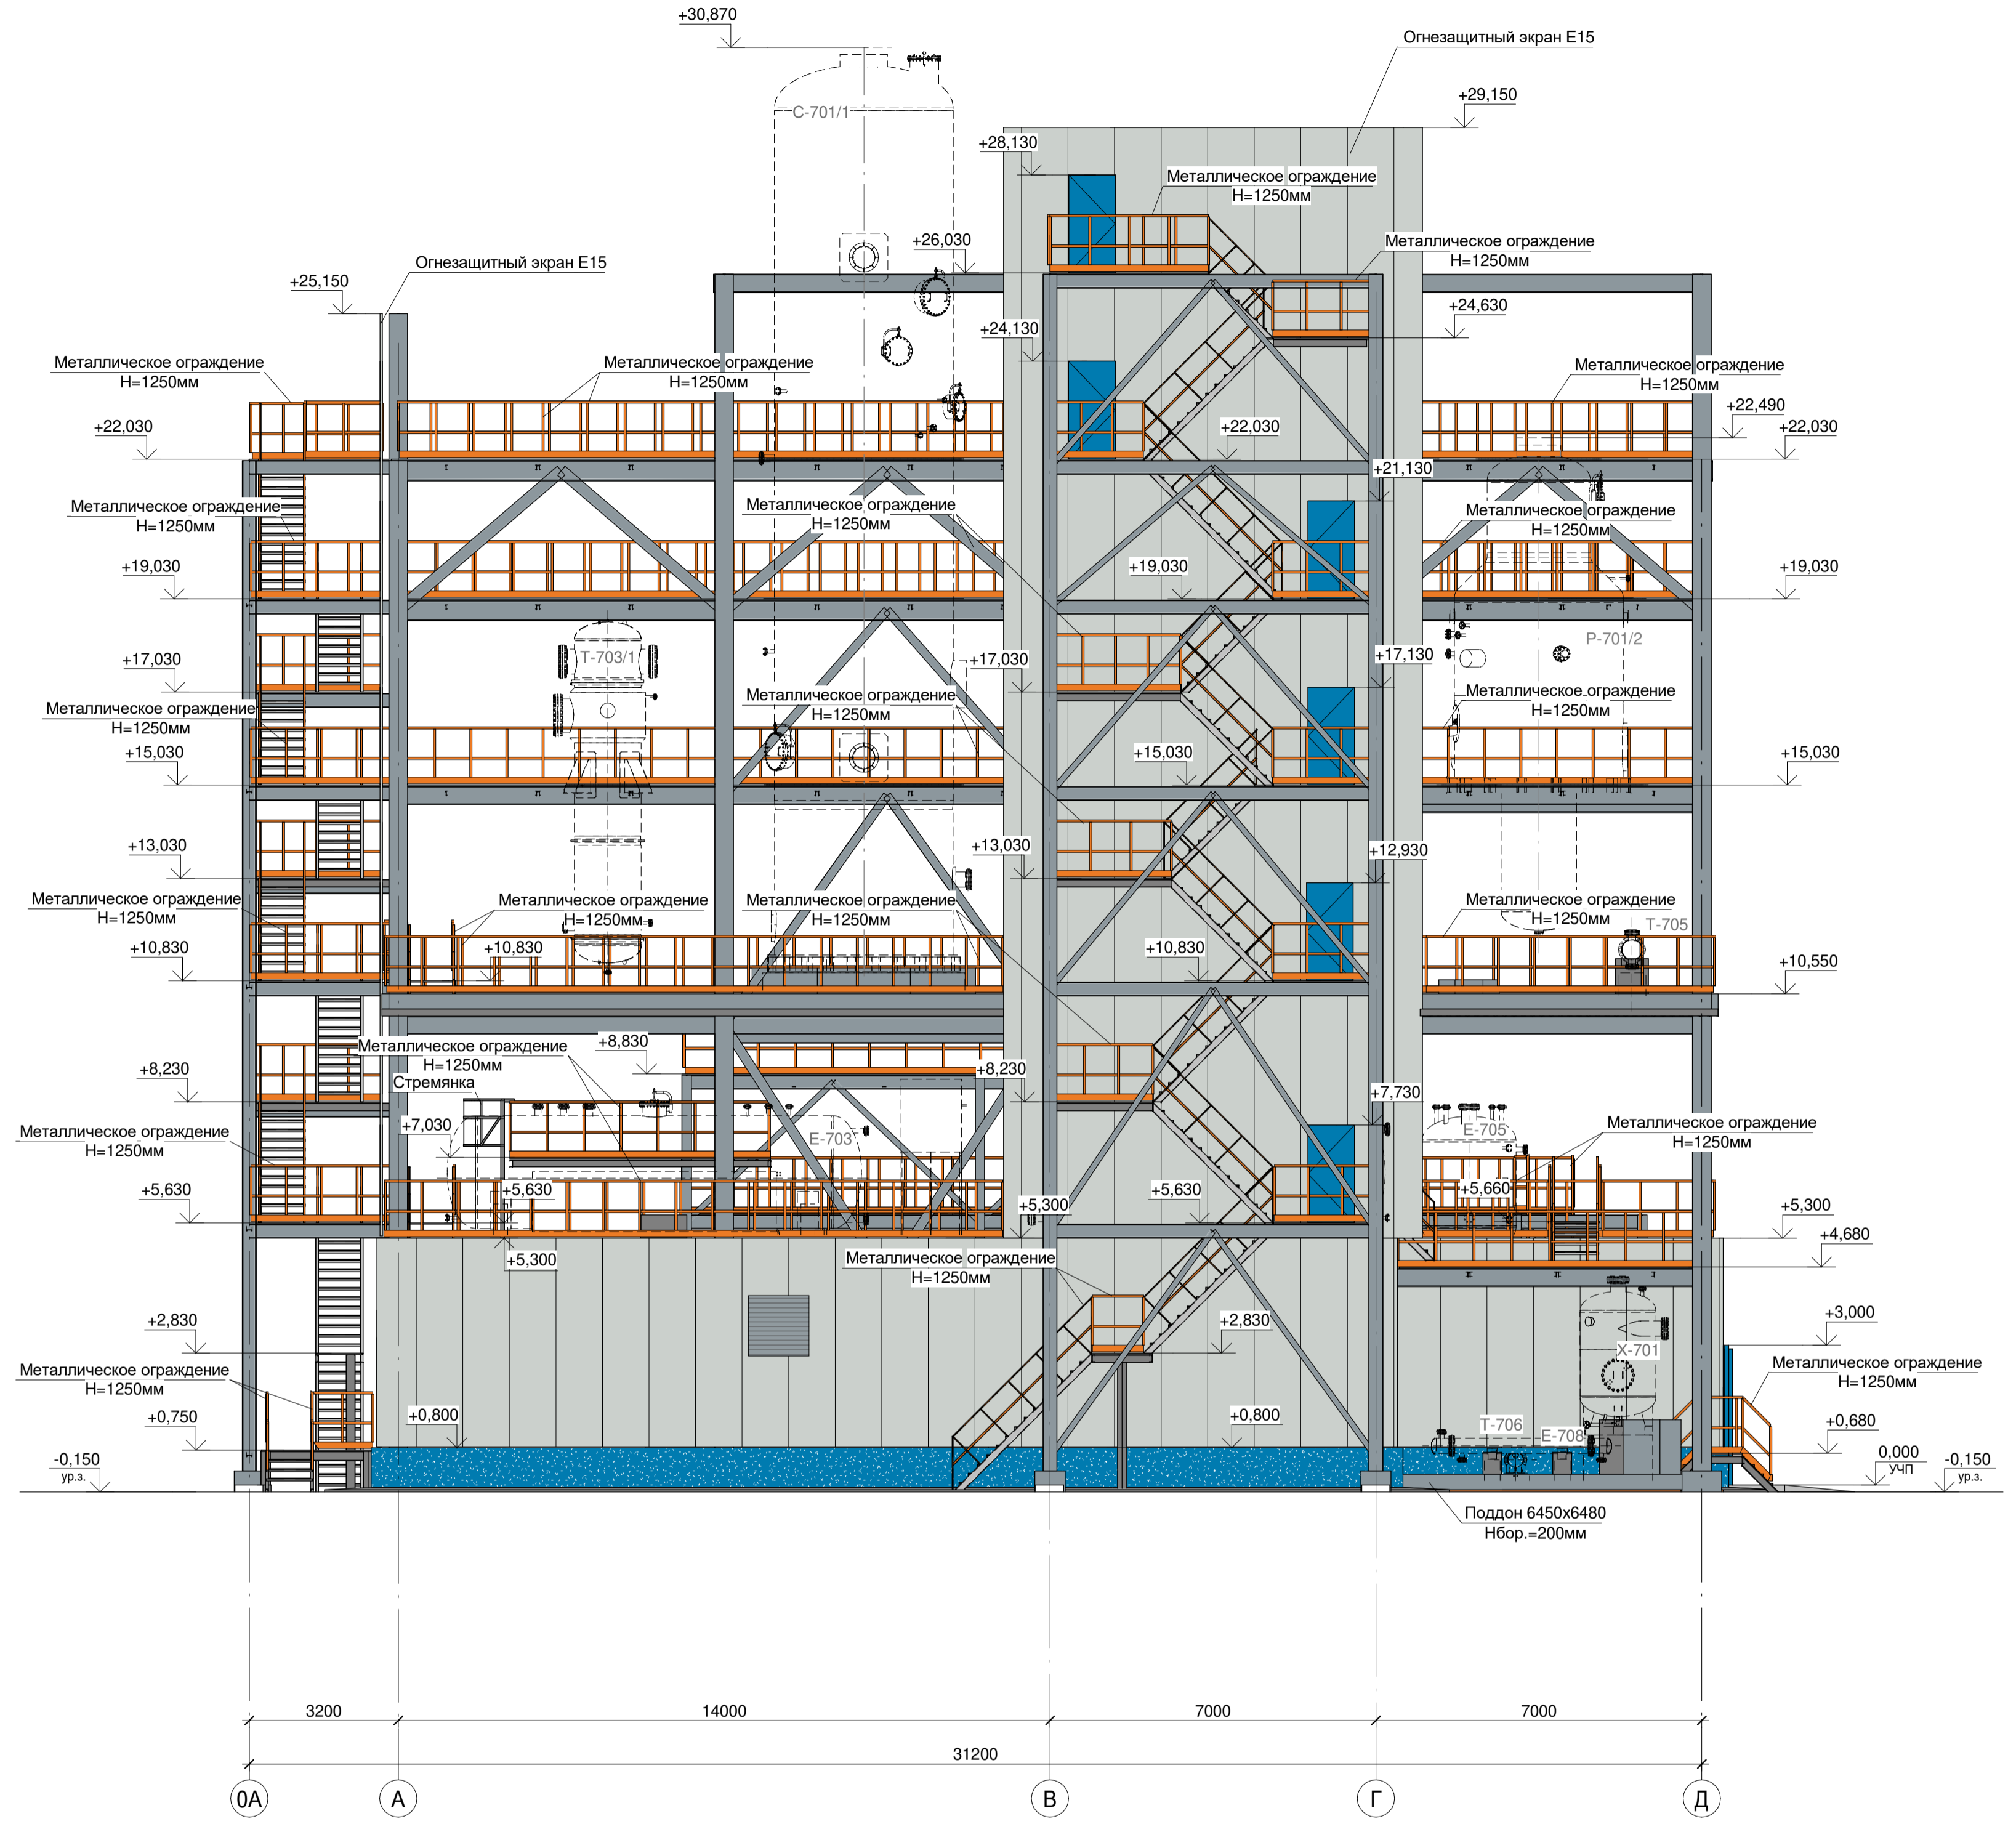 +30,870
Огнезащитный экран Е15
+29,150
С-701/1
+28,130
Металлическое ограждение
Н=1250мм
+26,030
Металлическое ограждение
Н=1250мм
Огнезащитный экран Е15
+25,150
+24,630
+24,130
Металлическое ограждение
Н=1250мм
Металлическое ограждение
Н=1250мм
Металлическое ограждение
Н=1250мм
+22,490
+22,030
+22,030
+22,030
+21,130
Металлическое ограждение
Н=1250мм
Металлическое ограждение
Н=1250мм
Металлическое ограждение
Н=1250мм
+19,030
+19,030
+19,030
Т-703/1
Р-701/2
+17,030
+17,030
+17,130
Металлическое ограждение
Н=1250мм
Металлическое ограждение
Н=1250мм
Металлическое ограждение
Н=1250мм
+15,030
+15,030
+15,030
+13,030
+13,030
+12,930
Металлическое ограждение
Н=1250мм
Металлическое ограждение
Н=1250мм
Металлическое ограждение
Н=1250мм
Металлическое ограждение
Н=1250мм
Т-705
+10,830
+10,830
+10,830
+10,550
Металлическое ограждение
Н=1250мм
+8,830
Стремянка
+8,230
+8,230
+7,730
+7,030
Е-703
Е-705
Металлическое ограждение
Н=1250мм
Металлическое ограждение
Н=1250мм
+5,630
+5,630
+5,300
+5,630
+5,660
+5,300
+5,300
Металлическое ограждение
Н=1250мм
+4,680
+2,830
+2,830
+3,000
Х-701
Металлическое ограждение
Н=1250мм
Металлическое ограждение
Н=1250мм
+0,750
+0,800
+0,800
Т-706
Е-708
+0,680
-0,150
ур.з.
0,000
УЧП
-0,150
ур.з.
Поддон 6450х6480
Нбор.=200мм
3200
14000
7000
7000
31200
0А
А
В
Г
Д